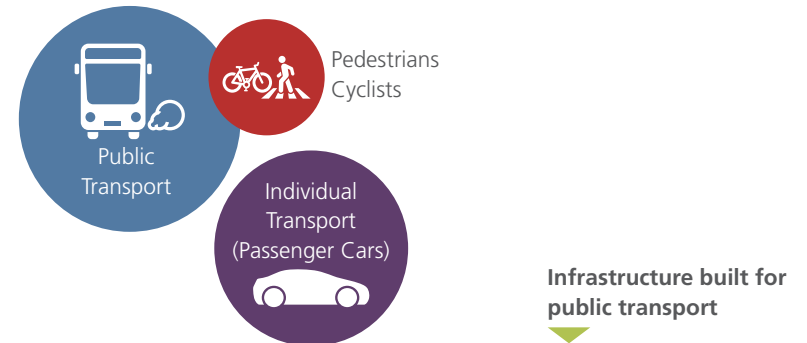 Pedestrians
Cyclists
Public
Transport
Individual
Transport
(Passenger Cars)
Infrastructure built for
public transport